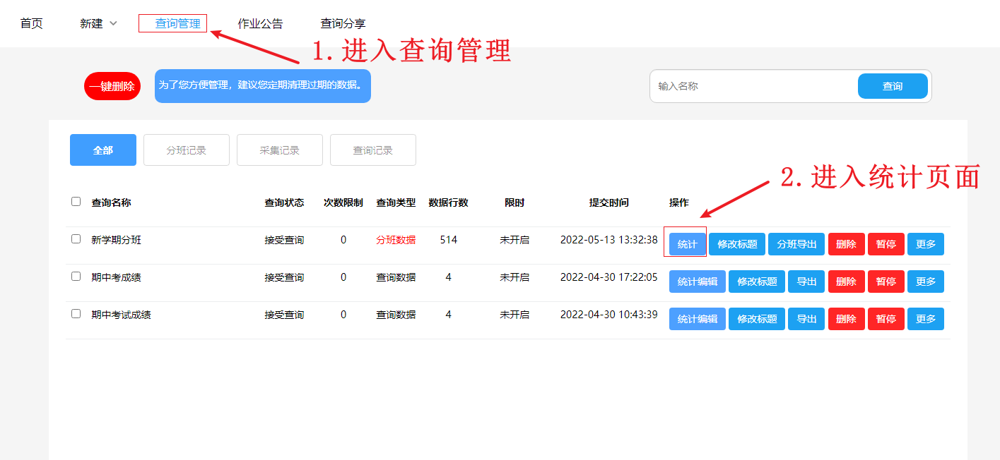 首页 新建 查询管理 作业公告 查询分享
1.进入查询管理
一键删除 为了您方便管理，建议您定期清理过期的数据。 输入名称 查询
全部 分班记录 采集记录 查询记录
2.进入统计页面
查询名称 查询状态 次数限制 查询类型 数据行数 限时 提交时间 操作
新学期分班 接受查询 0 分班数据 514 未开启 2022-05-13 13:32:38 统计 修改标题 分班导出 删除 暂停 更多
期中考成绩 接受查询 0 查询数据 4 未开启 2022-04-30 17:22:05 统计编辑 修改标题 导出 删除 暂停 更多
期中考试成绩 接受查询 0 查询数据 4 未开启 2022-04-30 10:43:39 统计编辑 修改标题 导出 删除 暂停 更多